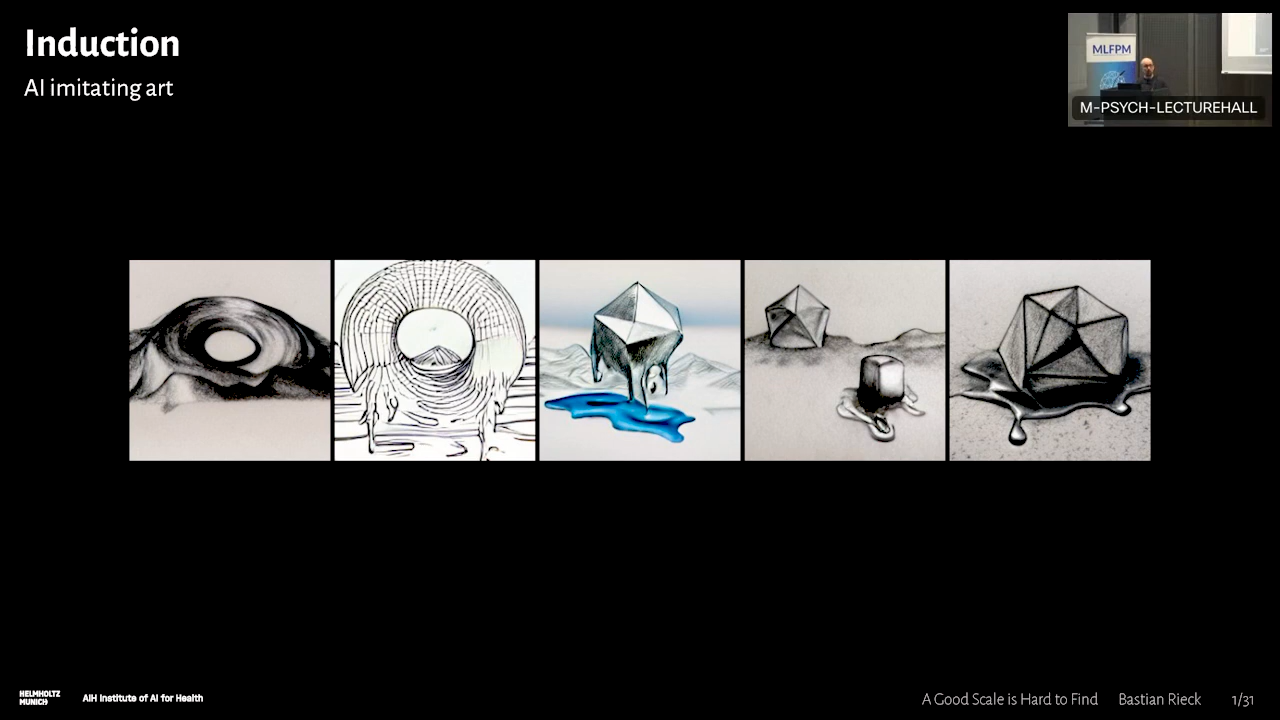 Induction
AI imitating art
MLFPM
M-PSYCH-LECTUREHALL
HELMHOLTZ
MUNICH
AIH Institute of AI for Health
A Good Scale is Hard to Find
Bastian Rieck
1/31